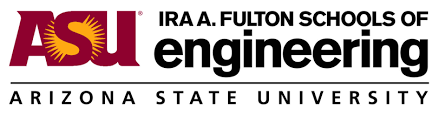 ASU® IRA A. FULTON SCHOOLS OF
engineering
ARIZONA STATE UNIVERSITY